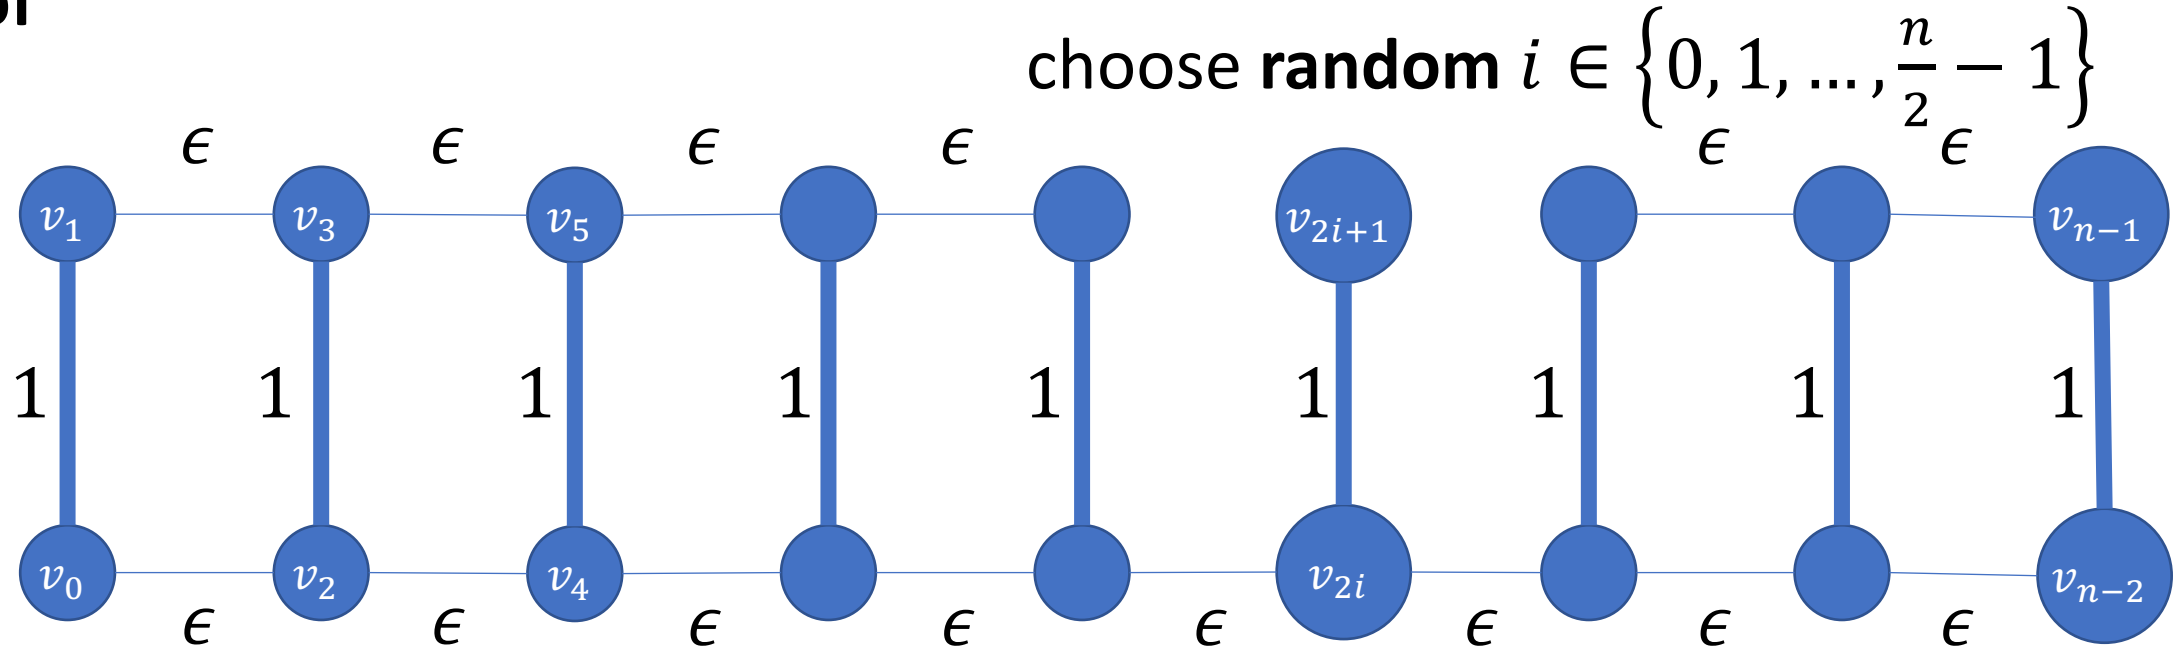 or
choose random i ∈ {0, 1, …, n/2 − 1}
ϵ ϵ ϵ ϵ ϵ ϵ
v₁ v₃ v₅ v₂ᵢ₊₁ vₙ₋₁
1 1 1 1 1 1 1 1 1
v₀ v₂ v₄ v₂ᵢ vₙ₋₂
ϵ ϵ ϵ ϵ ϵ ϵ ϵ ϵ